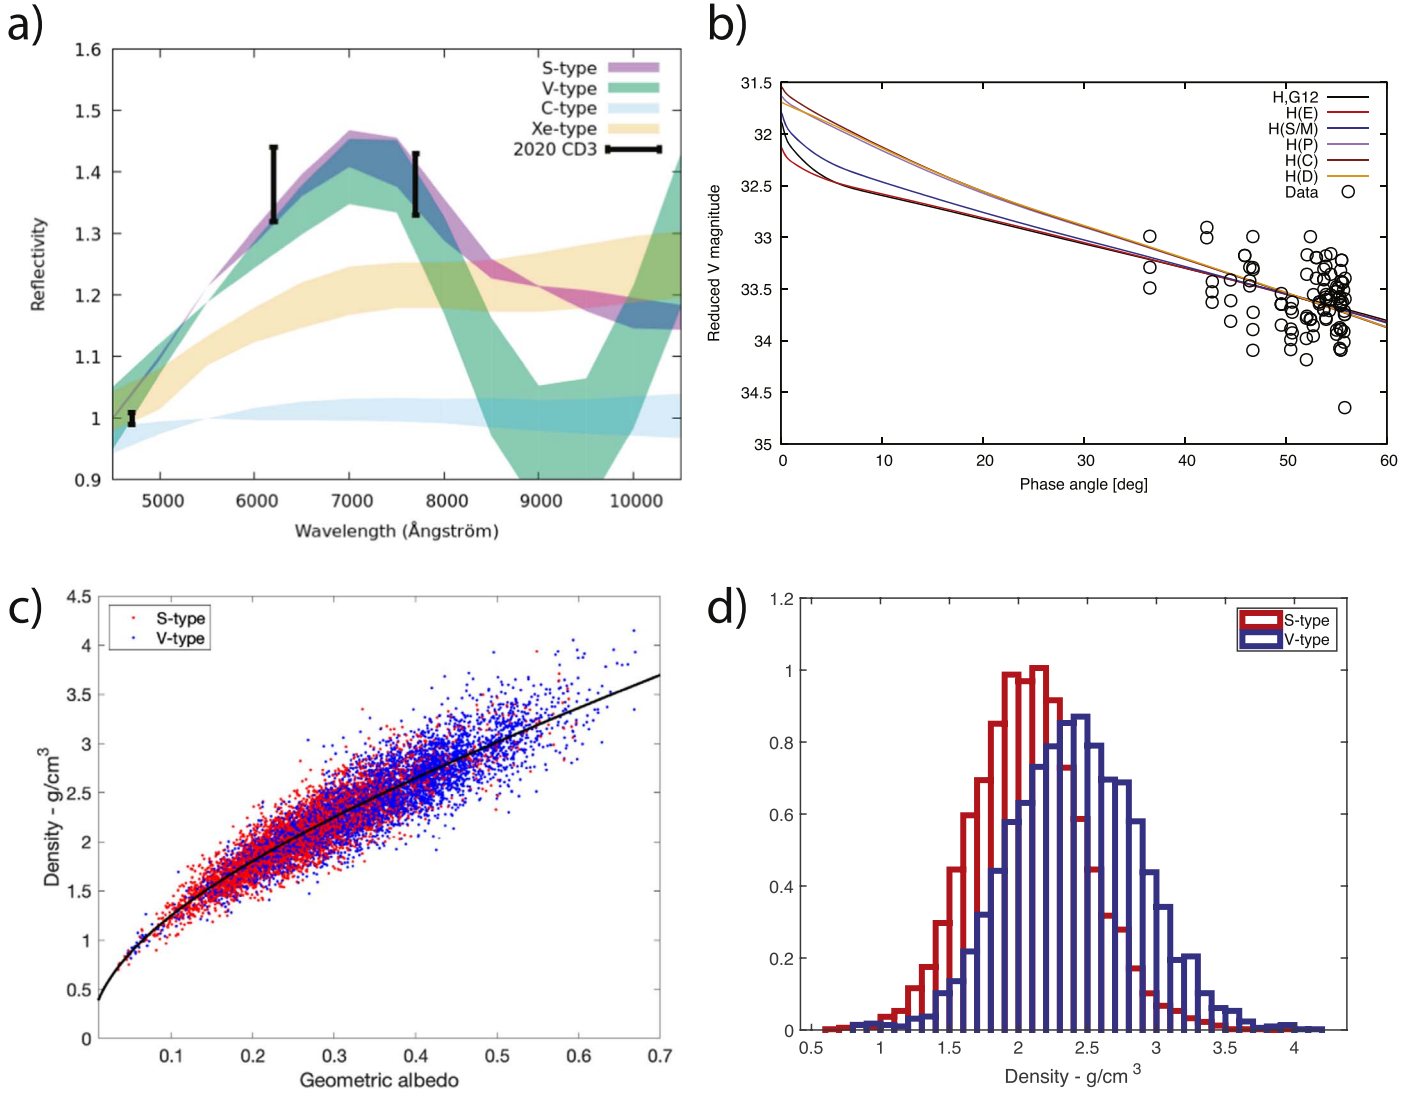 a)
1.6
1.5
1.4
1.3
1.2
1.1
1
0.9
Reflectivity
S-type
V-type
C-type
Xe-type
2020 CD3
5000 6000 7000 8000 9000 10000
Wavelength (Ångström)
b)
31.5
32
32.5
33
33.5
34
34.5
35
Reduced V magnitude
H,G12
H(E)
H(S/M)
H(P)
H(C)
H(D)
Data
0 10 20 30 40 50 60
Phase angle [deg]
c)
4.5
4
3.5
3
2.5
2
1.5
1
0.5
0
Density - g/cm3
S-type
V-type
0.1 0.2 0.3 0.4 0.5 0.6 0.7
Geometric albedo
d)
1.2
1
0.8
0.6
0.4
0.2
0
S-type
V-type
0.5 1 1.5 2 2.5 3 3.5 4
Density - g/cm 3